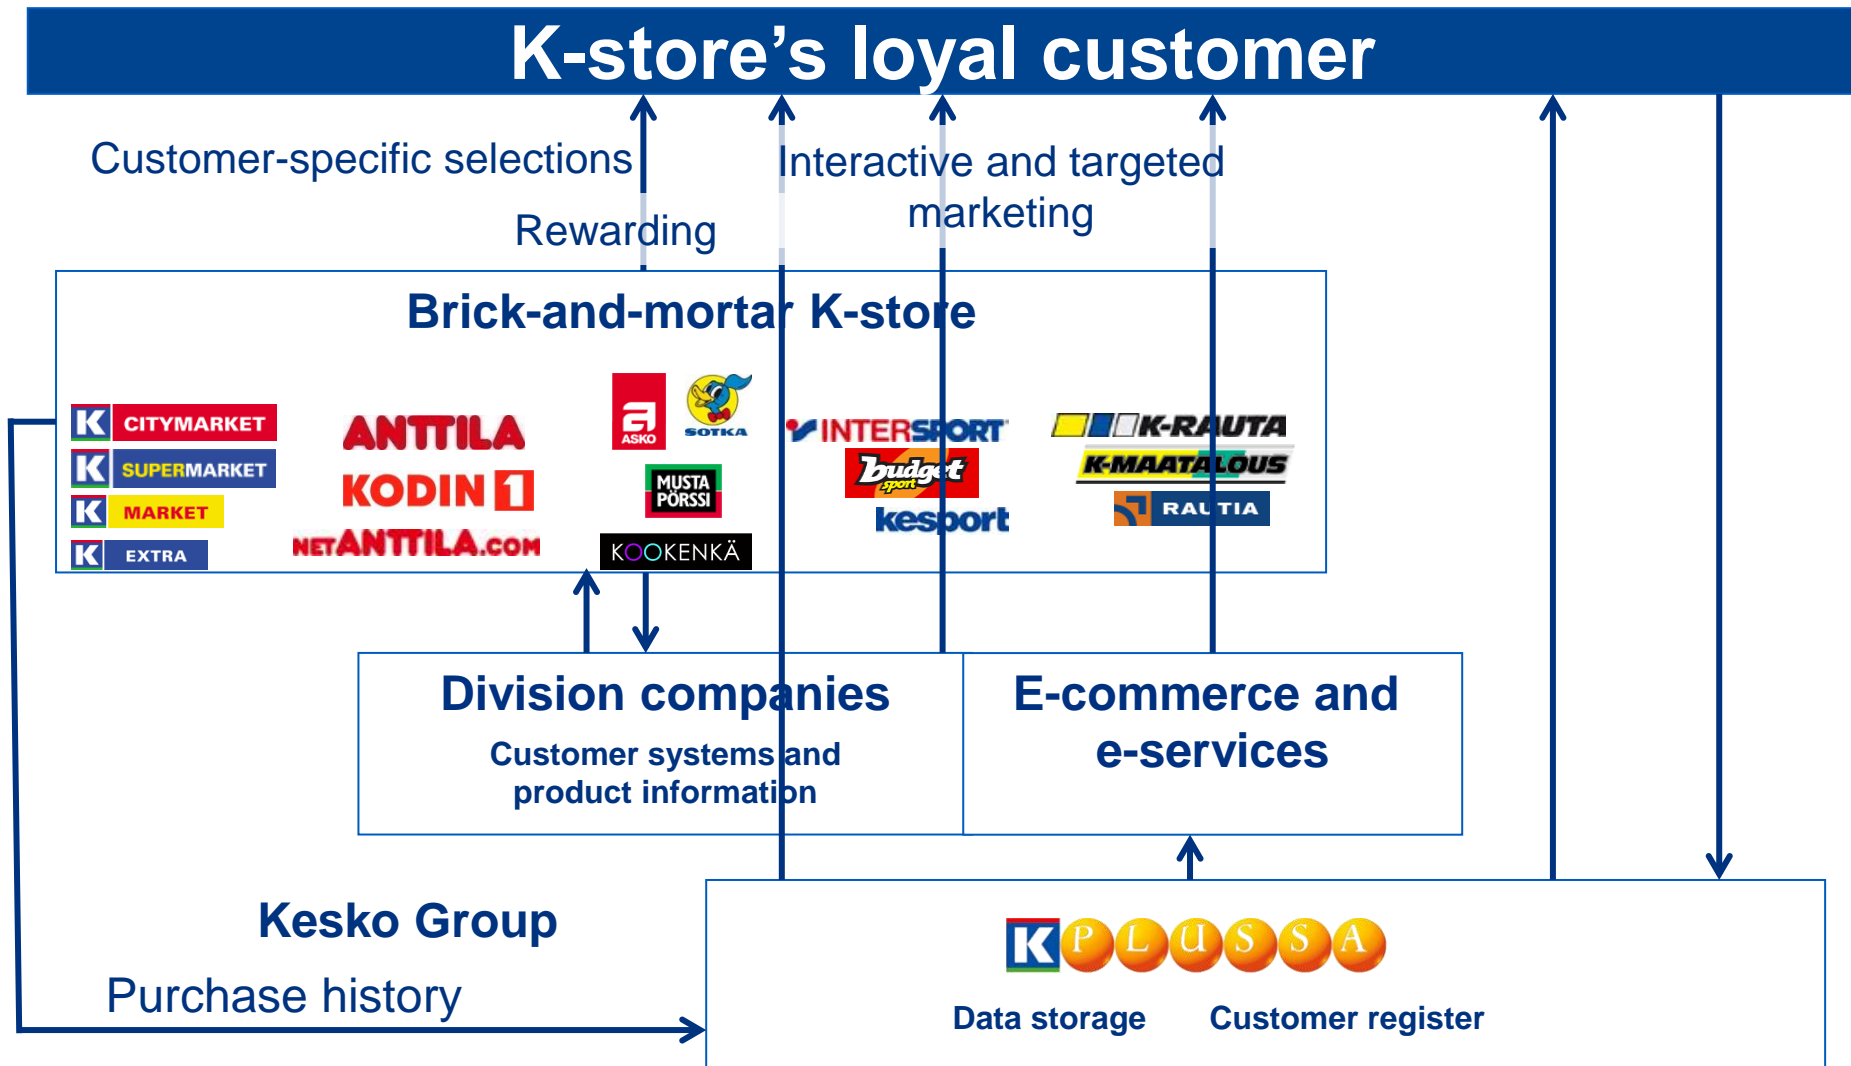 K-store’s loyal customer
Customer-specific selections
Interactive and targeted
marketing
Rewarding
Brick-and-mortar K-store
K CITYMARKET
K SUPERMARKET
K MARKET
K EXTRA
ANTTILA
KODIN 1
NETANTTILA.COM
a
ASKO
SOTKA
MUSTA
PÖRSSI
KOOKENKÄ
INTERSPORT
budget
sport
kesport
K-RAUTA
K-MAATALOUS
RAUTIA
Division companies
Customer systems and
product information
E-commerce and
e-services
Kesko Group
Purchase history
K PLUSSA
Data storage
Customer register